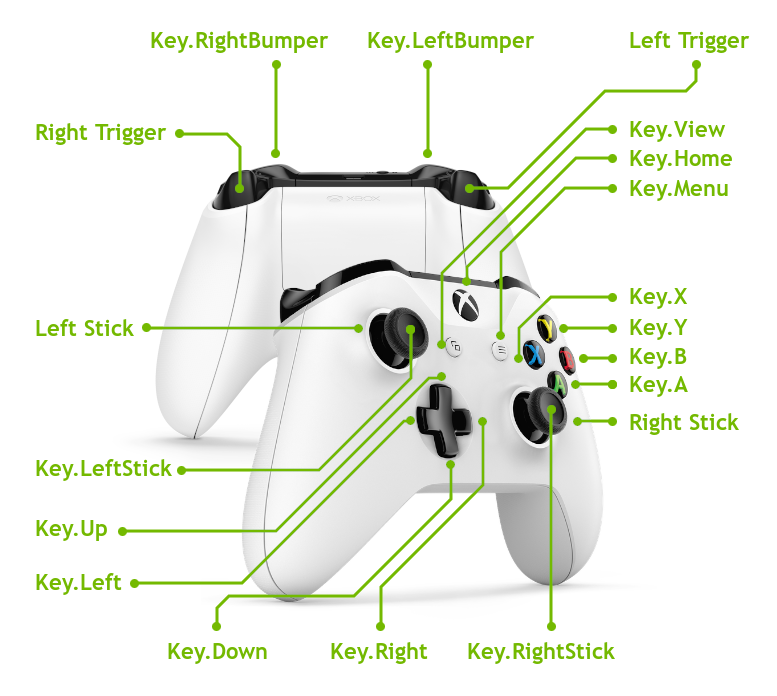 Key.RightBumper
Key.LeftBumper
Left Trigger
Right Trigger
Key.View
Key.Home
Key.Menu
XBOX
Key.X
Key.Y
Key.B
Key.A
Left Stick
Y
X
B
A
Right Stick
Key.LeftStick
Key.Up
Key.Left
Key.Down
Key.Right
Key.RightStick